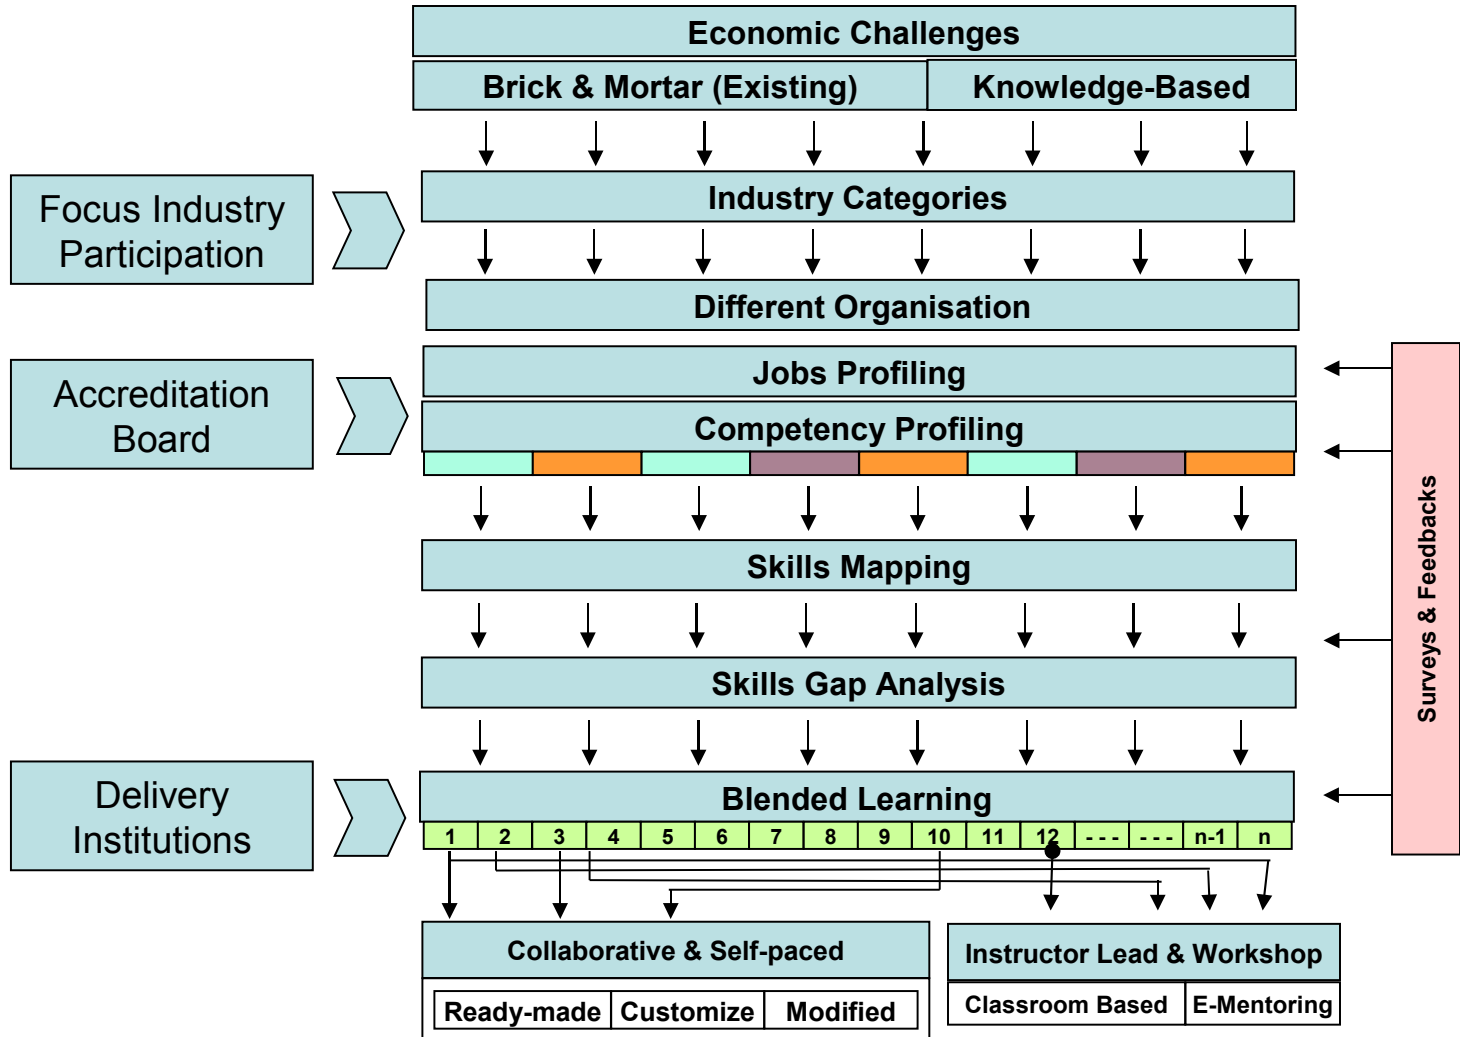 Economic Challenges
Brick & Mortar (Existing)
Knowledge-Based
Focus Industry
Participation
Industry Categories
Different Organisation
Accreditation
Board
Jobs Profiling
Competency Profiling
Skills Mapping
Skills Gap Analysis
Surveys & Feedbacks
Delivery
Institutions
Blended Learning
1 2 3 4 5 6 7 8 9 10 11 12 - - - - - - n-1 n
Collaborative & Self-paced
Ready-made Customize Modified
Instructor Lead & Workshop
Classroom Based E-Mentoring